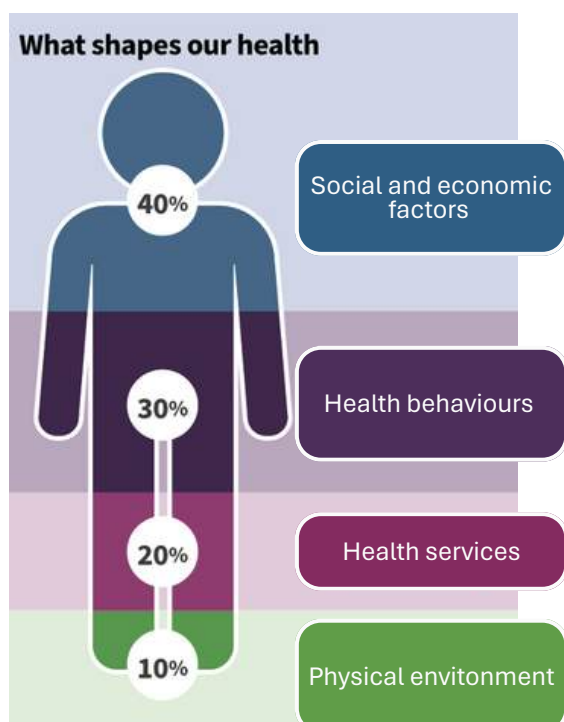 What shapes our health
40%
Social and economic
factors
30%
Health behaviours
20%
Health services
10%
Physical envitonment